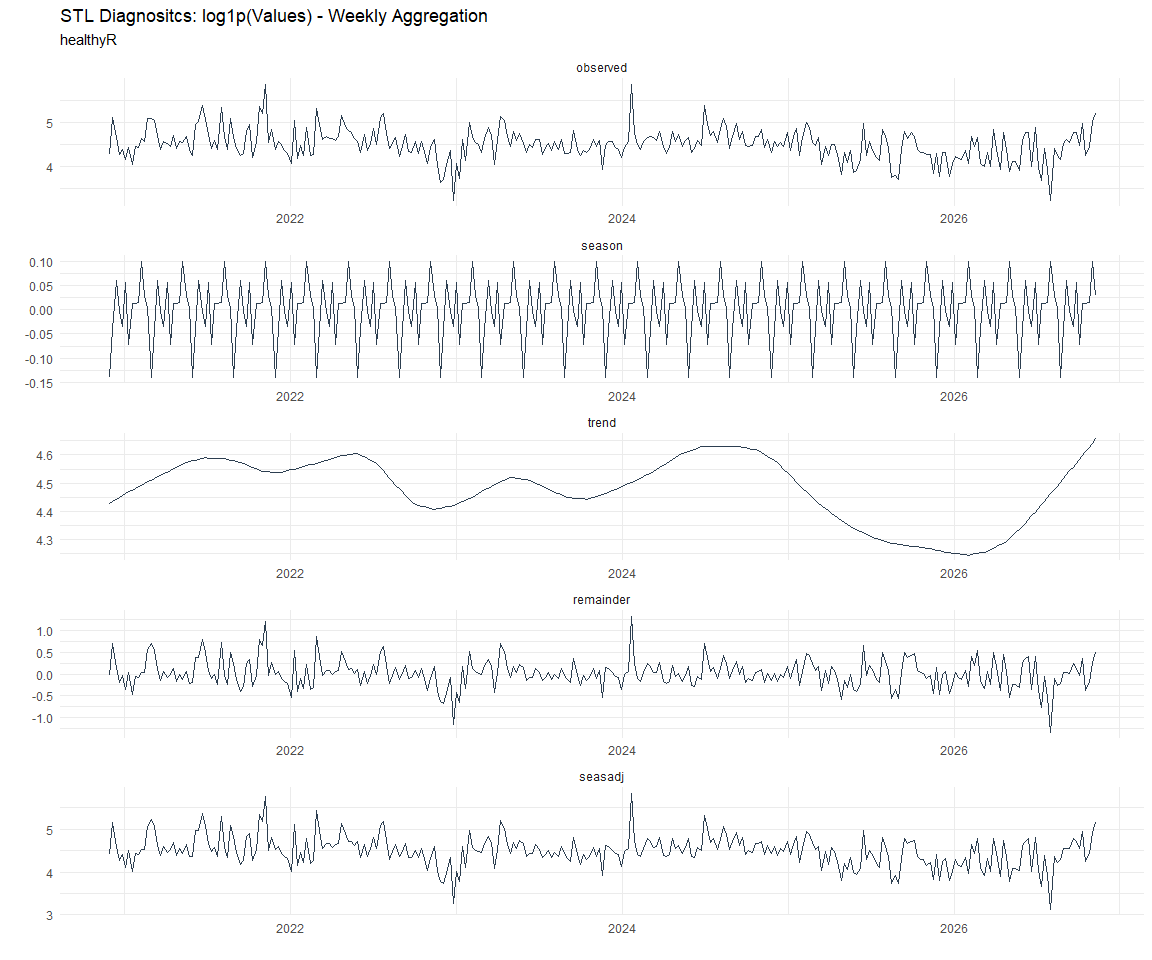 STL Diagnositcs: log1p(Values) - Weekly Aggregation
healthyR
observed
5
4
2022 2024 2026
season
0.10
0.05
0.00
-0.05
-0.10
-0.15
2022 2024 2026
trend
4.6
4.5
4.4
4.3
2022 2024 2026
remainder
1.0
0.5
0.0
-0.5
-1.0
2022 2024 2026
seasadj
5
4
3
2022 2024 2026